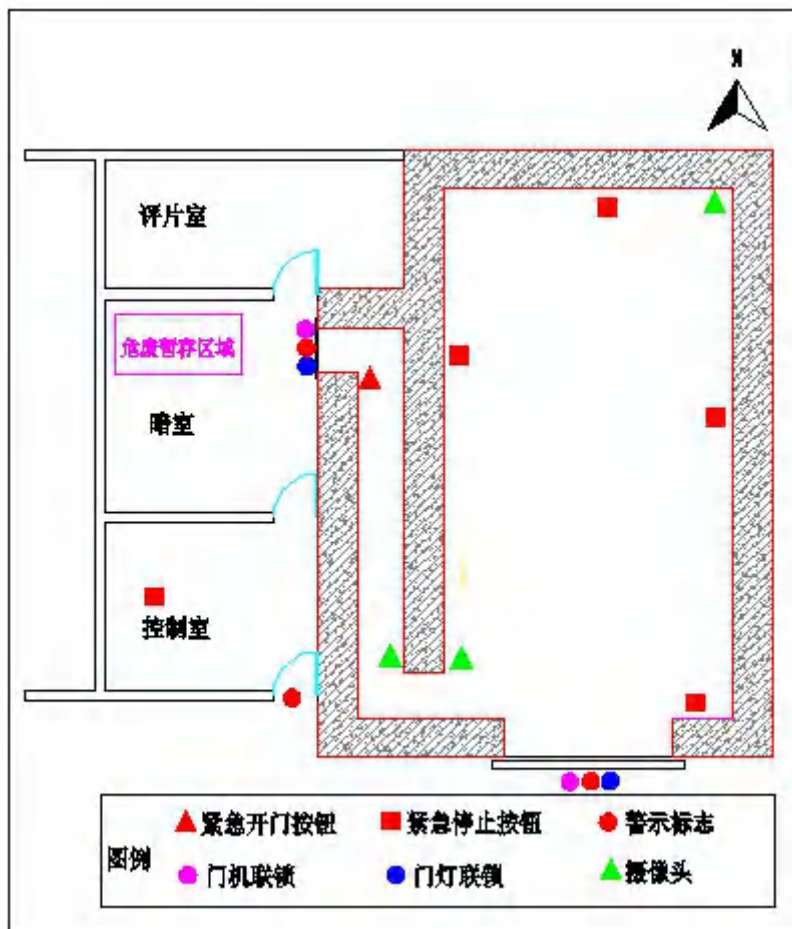 N
评片室
危废暂存区域
暗室
控制室
图例
紧急开门按钮
紧急停止按钮
警示标志
门机联锁
门灯联锁
摄像头